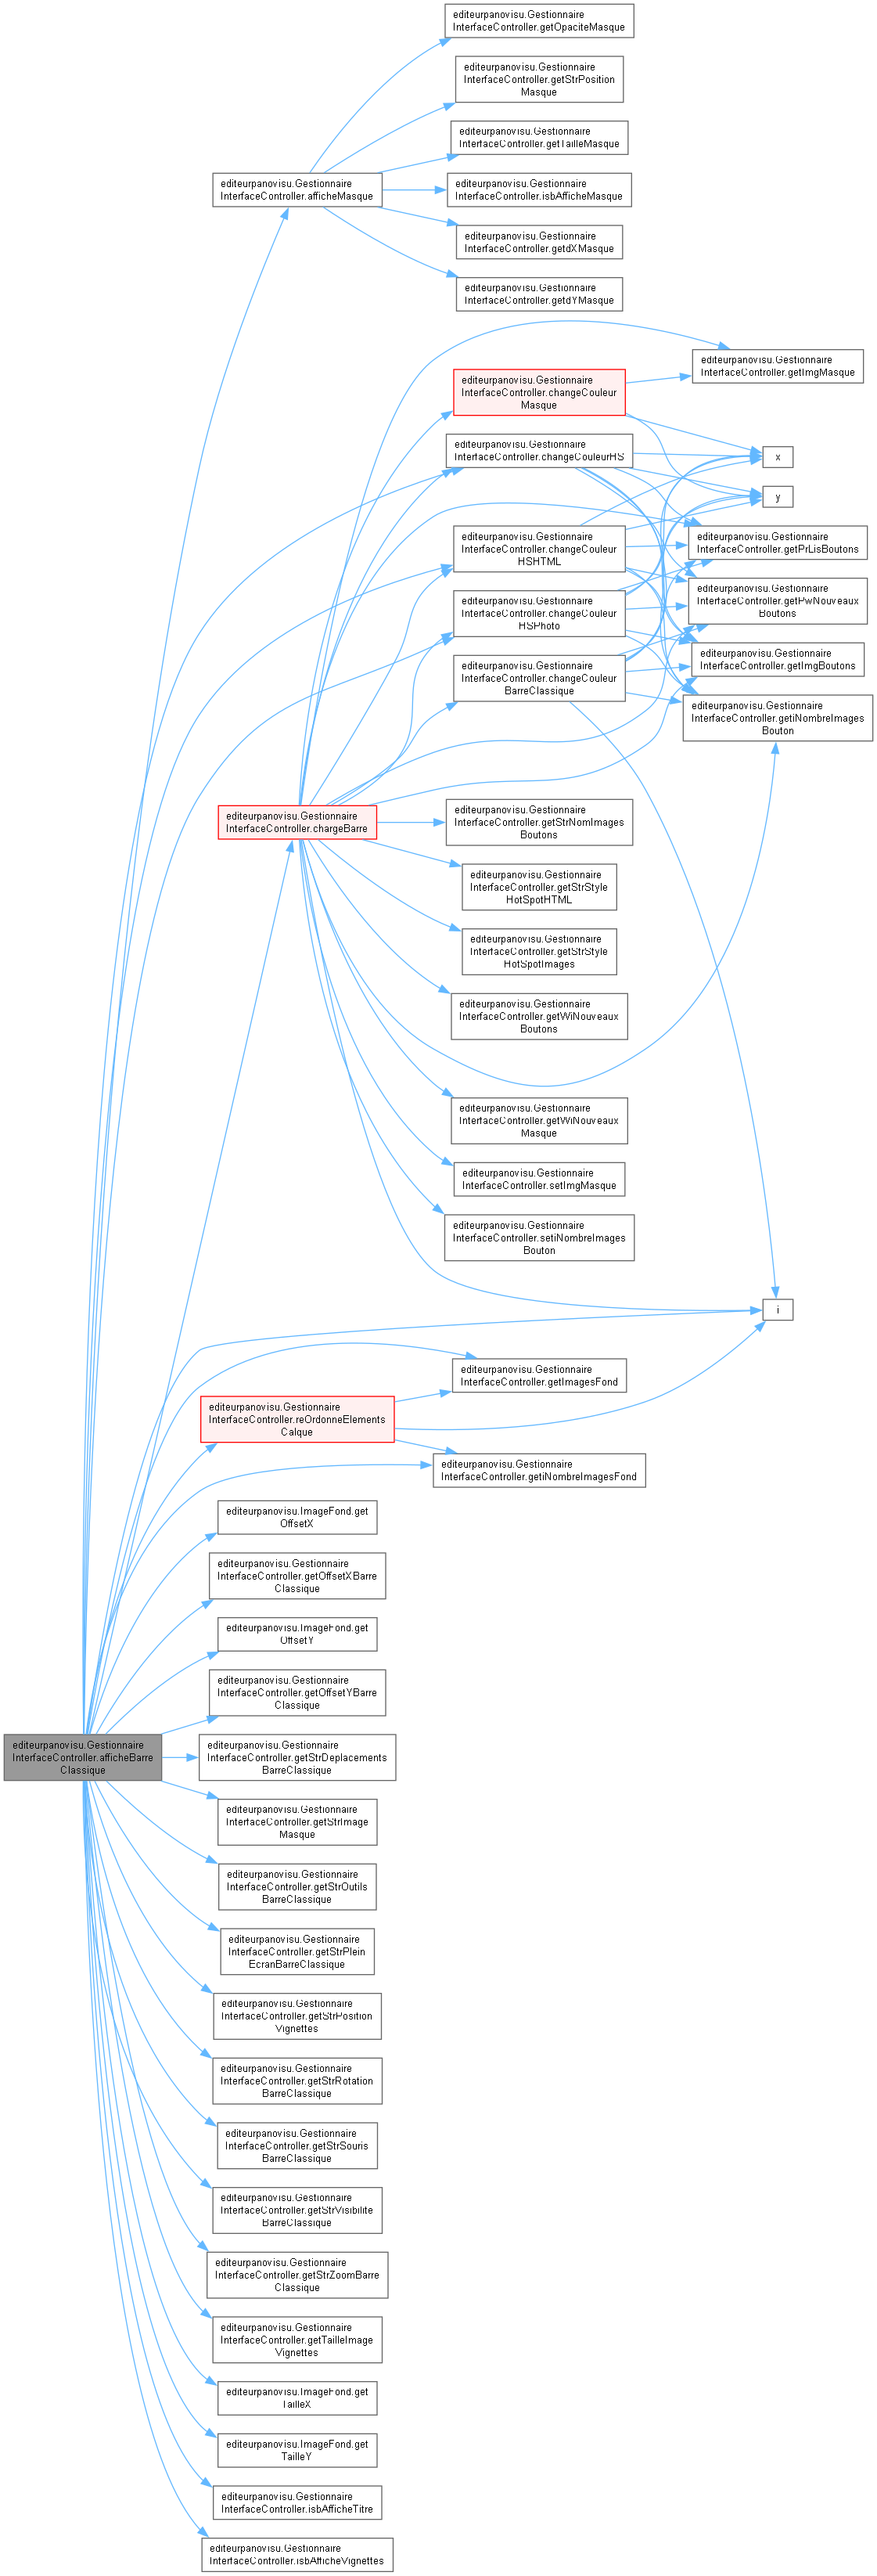 editeurpanovisu.Gestionnaire
InterfaceController.getOpaciteMasque
editeurpanovisu.Gestionnaire
InterfaceController.getStrPosition
Masque
editeurpanovisu.Gestionnaire
InterfaceController.getTailleMasque
editeurpanovisu.Gestionnaire
InterfaceController.afficheMasque
editeurpanovisu.Gestionnaire
InterfaceController.isbAfficheMasque
editeurpanovisu.Gestionnaire
InterfaceController.getdXMasque
editeurpanovisu.Gestionnaire
InterfaceController.getdYMasque
editeurpanovisu.Gestionnaire
InterfaceController.getImgMasque
editeurpanovisu.Gestionnaire
InterfaceController.changeCouleur
Masque
editeurpanovisu.Gestionnaire
InterfaceController.changeCouleurHS
x
y
editeurpanovisu.Gestionnaire
InterfaceController.changeCouleur
HSHTML
editeurpanovisu.Gestionnaire
InterfaceController.getPrLisBoutons
editeurpanovisu.Gestionnaire
InterfaceController.changeCouleur
HSPhoto
editeurpanovisu.Gestionnaire
InterfaceController.getPwNouveaux
Boutons
editeurpanovisu.Gestionnaire
InterfaceController.changeCouleur
BarreClassique
editeurpanovisu.Gestionnaire
InterfaceController.getImgBoutons
editeurpanovisu.Gestionnaire
InterfaceController.getiNombreImages
Bouton
editeurpanovisu.Gestionnaire
InterfaceController.chargeBarre
editeurpanovisu.Gestionnaire
InterfaceController.getStrNomImages
Boutons
editeurpanovisu.Gestionnaire
InterfaceController.getStrStyle
HotSpotHTML
editeurpanovisu.Gestionnaire
InterfaceController.getStrStyle
HotSpotImages
editeurpanovisu.Gestionnaire
InterfaceController.getWiNouveaux
Boutons
editeurpanovisu.Gestionnaire
InterfaceController.getWiNouveaux
Masque
editeurpanovisu.Gestionnaire
InterfaceController.setImgMasque
editeurpanovisu.Gestionnaire
InterfaceController.setiNombreImages
Bouton
i
editeurpanovisu.Gestionnaire
InterfaceController.getImagesFond
editeurpanovisu.Gestionnaire
InterfaceController.reOrdonneElements
Calque
editeurpanovisu.Gestionnaire
InterfaceController.getiNombreImagesFond
editeurpanovisu.ImageFond.get
OffsetX
editeurpanovisu.Gestionnaire
InterfaceController.getOffsetXBarre
Classique
editeurpanovisu.ImageFond.get
OffsetY
editeurpanovisu.Gestionnaire
InterfaceController.getOffsetYBarre
Classique
editeurpanovisu.Gestionnaire
InterfaceController.afficheBarre
Classique
editeurpanovisu.Gestionnaire
InterfaceController.getStrDeplacements
BarreClassique
editeurpanovisu.Gestionnaire
InterfaceController.getStrImage
Masque
editeurpanovisu.Gestionnaire
InterfaceController.getStrOutils
BarreClassique
editeurpanovisu.Gestionnaire
InterfaceController.getStrPlein
EcranBarreClassique
editeurpanovisu.Gestionnaire
InterfaceController.getStrPosition
Vignettes
editeurpanovisu.Gestionnaire
InterfaceController.getStrRotation
BarreClassique
editeurpanovisu.Gestionnaire
InterfaceController.getStrSouris
BarreClassique
editeurpanovisu.Gestionnaire
InterfaceController.getStrVisibilite
BarreClassique
editeurpanovisu.Gestionnaire
InterfaceController.getStrZoomBarre
Classique
editeurpanovisu.Gestionnaire
InterfaceController.getTailleImage
Vignettes
editeurpanovisu.ImageFond.get
TailleX
editeurpanovisu.ImageFond.get
TailleY
editeurpanovisu.Gestionnaire
InterfaceController.isbAfficheTitre
editeurpanovisu.Gestionnaire
InterfaceController.isbAfficheVignettes